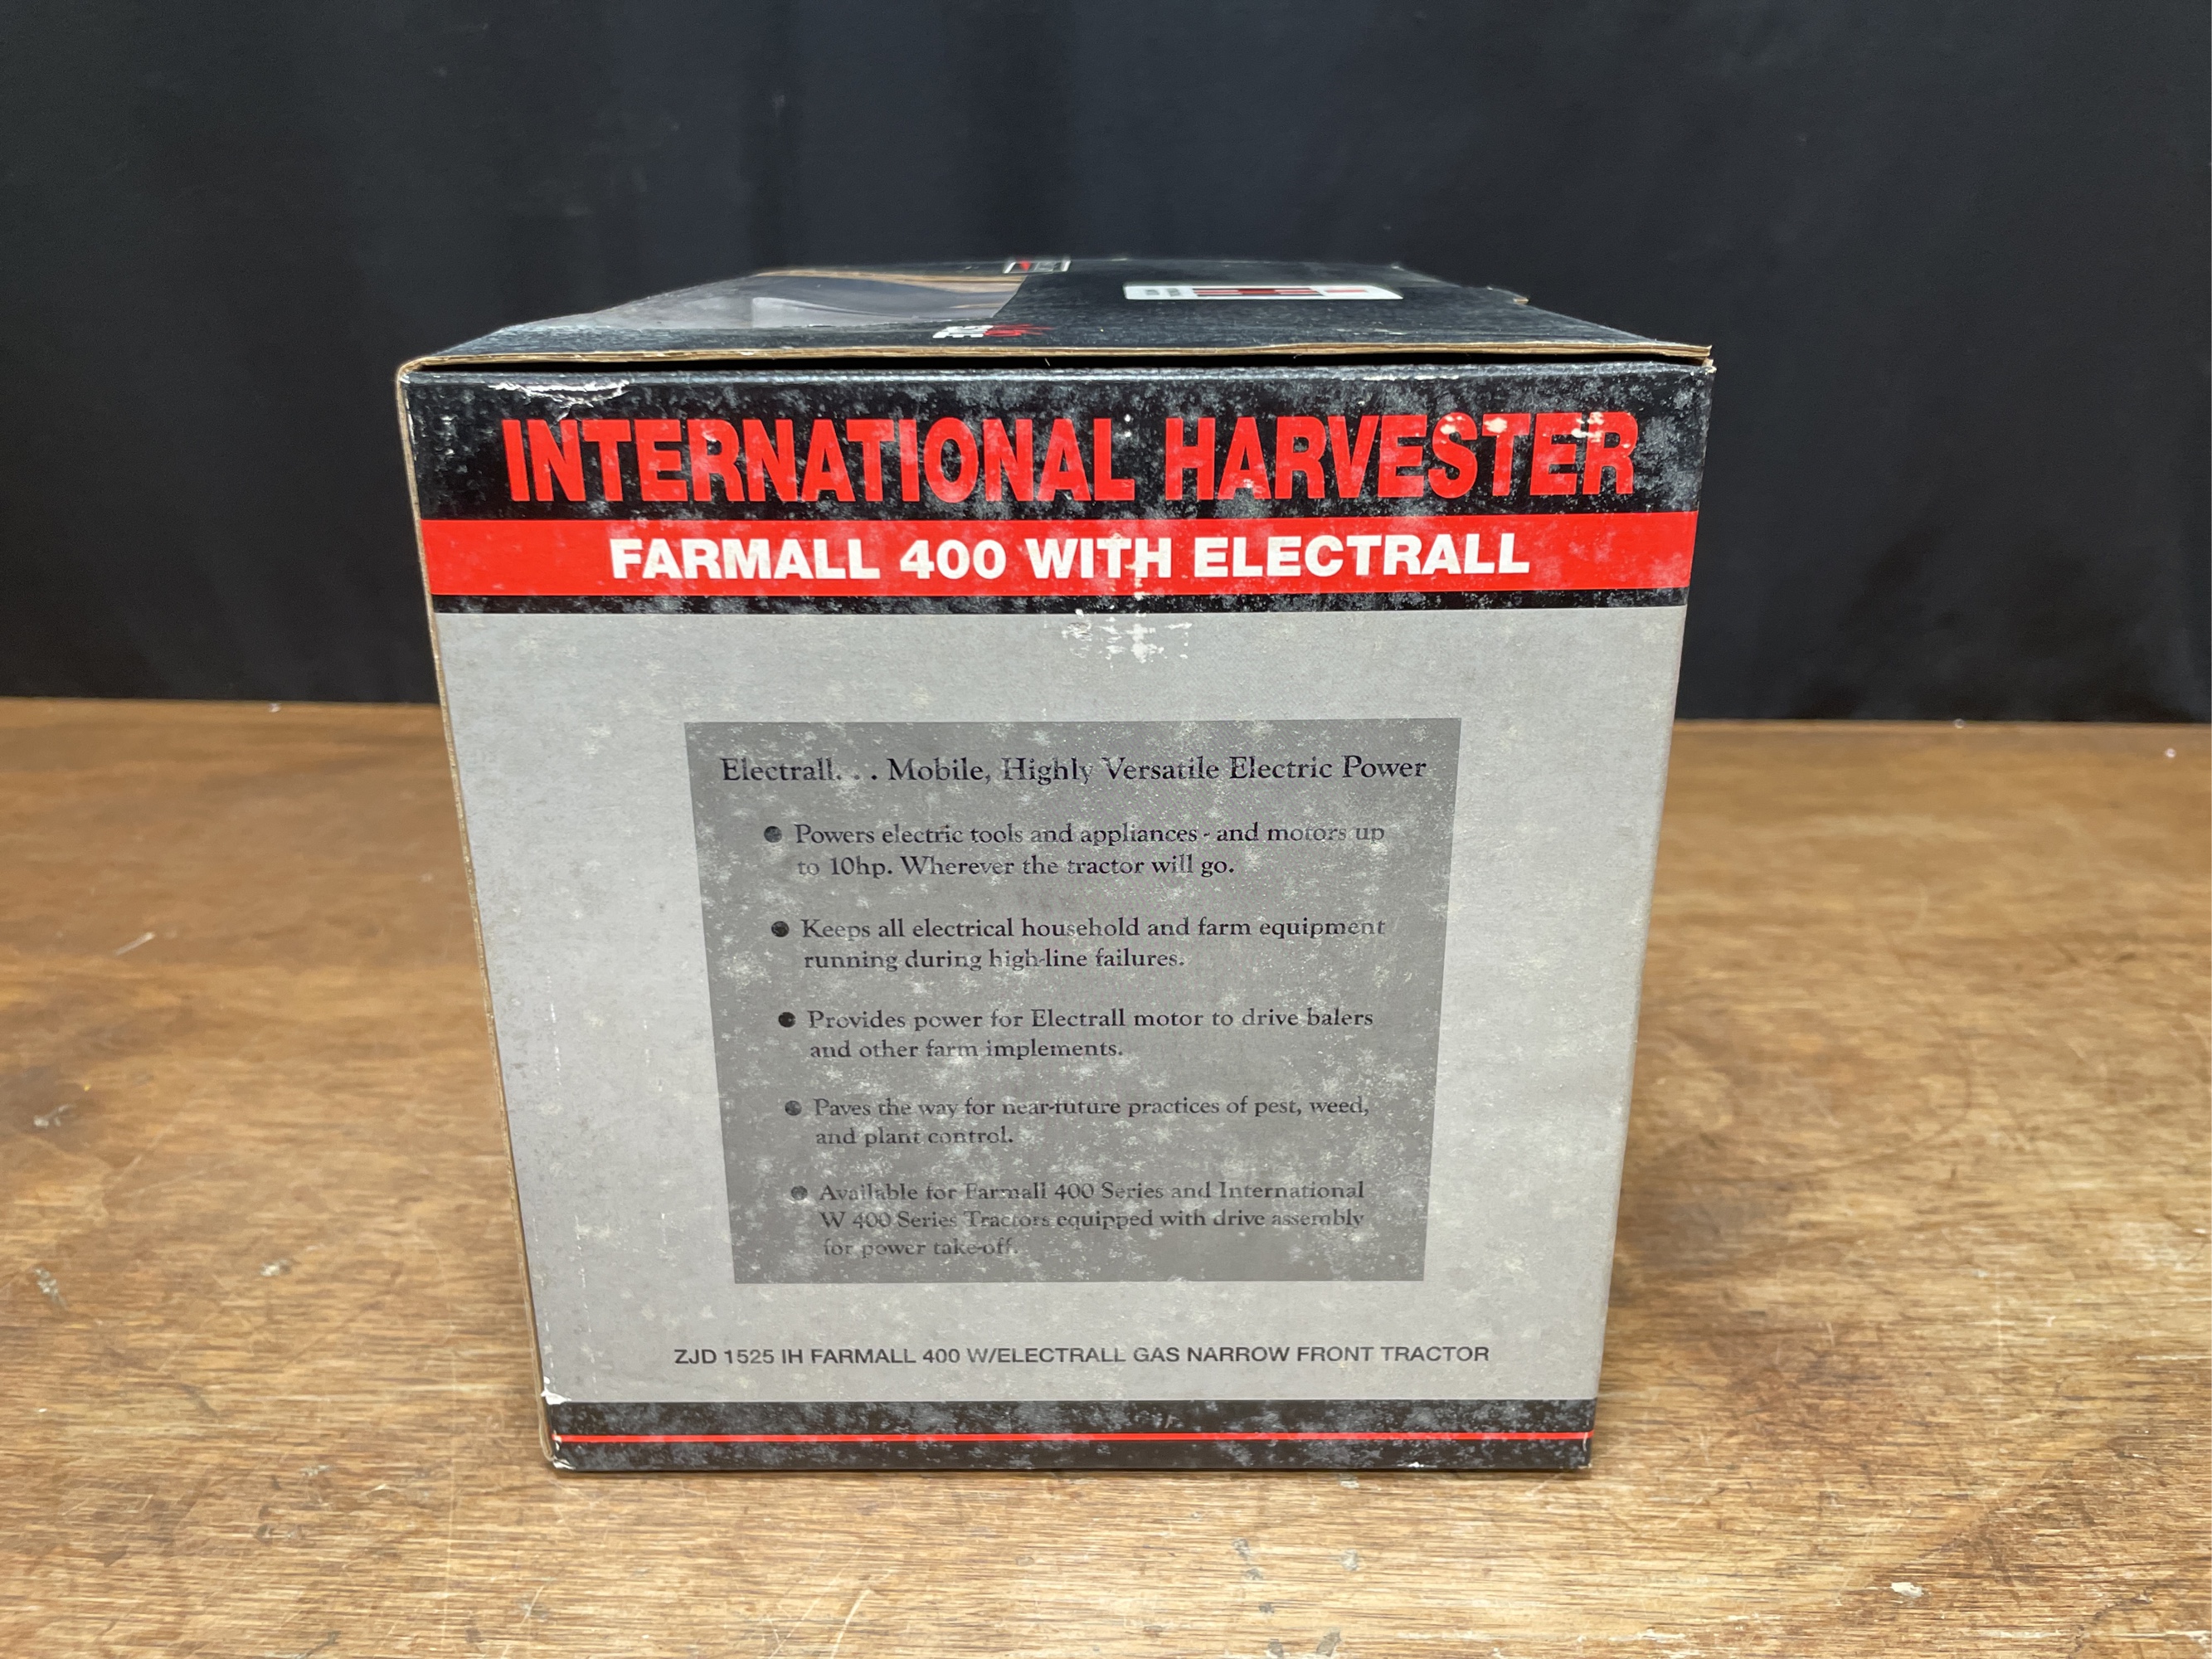 INTERNATIONAL HARVESTER
FARMALL 400 WITH ELECTRALL
Electrall. . . Mobile, Highly Versatile Electric Power
● Powers electric tools and appliances - and motors up
to 10hp. Wherever the tractor will go.
● Keeps all electrical household and farm equipment
running during high-line failures.
● Provides power for Electrall motor to drive balers
and other farm implements.
● Paves the way for near-future practices of pest, weed,
and plant control.
● Available for Farmall 400 Series and International
W 400 Series Tractors equipped with drive assembly
for power take-off.
ZJD 1525 IH FARMALL 400 W/ELECTRALL GAS NARROW FRONT TRACTOR